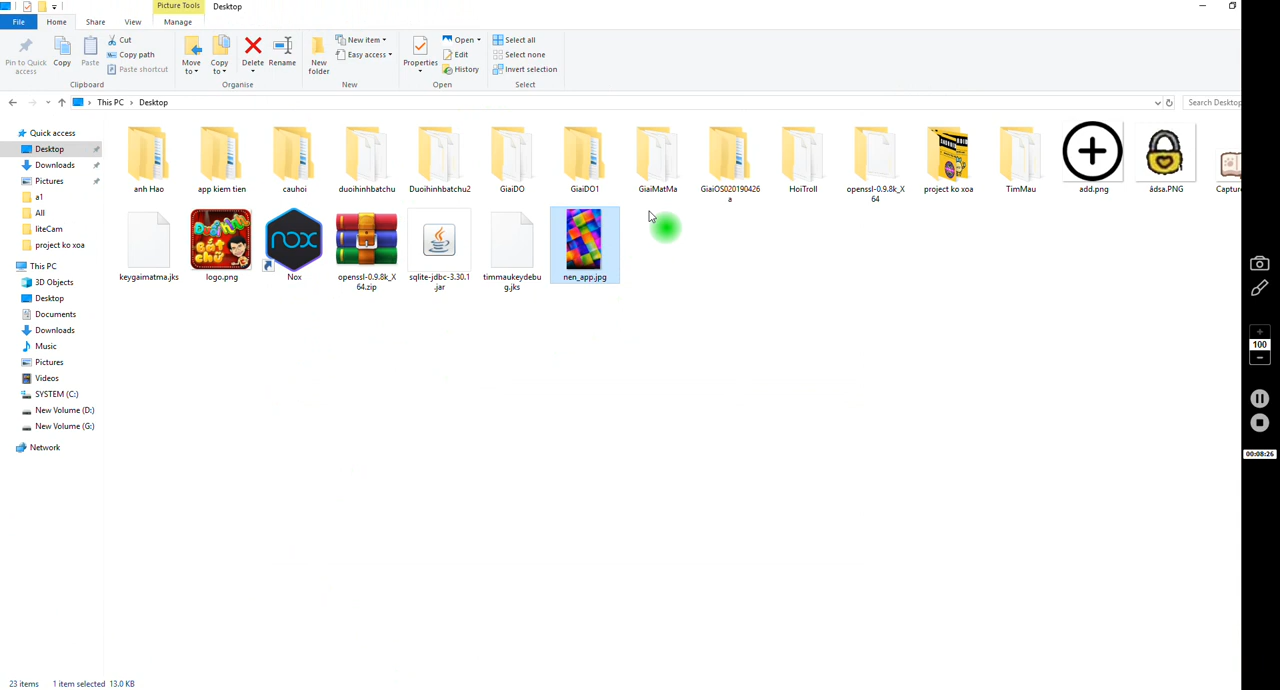 Picture Tools
Desktop
File
Home
Share
View
Manage
Pin to Quick
access
Copy
Paste
Cut
Copy path
Paste shortcut
Clipboard
Move
to
Copy
to
Delete
Rename
Organise
New
folder
New item
Easy access
New
Properties
Open
Edit
History
Open
Select all
Select none
Invert selection
Select
This PC
Desktop
Search Desktop
Quick access
Desktop
Downloads
Pictures
a1
All
liteCam
project ko xoa
This PC
3D Objects
Desktop
Documents
Downloads
Music
Pictures
Videos
SYSTEM (C:)
New Volume (D:)
New Volume (G:)
Network
anh Hao
app kiem tien
cauhoi
duoihinhbatchu
Duoihinhbatchu2
GiaiDO
GiaiDO1
GiaiMatMa
GiaiOS020190426
a
HoiTroll
openssl-0.9.8k_X
64
project ko xoa
TimMau
add.png
ádsa.PNG
Capture
keygaimatma.jks
logo.png
nox
Nox
openssl-0.9.8k_X
64.zip
sqlite-jdbc-3.30.1
.jar
timmaukeydebu
g.jks
nen_app.jpg
100
00:08:26
23 items
1 item selected 13.0 KB